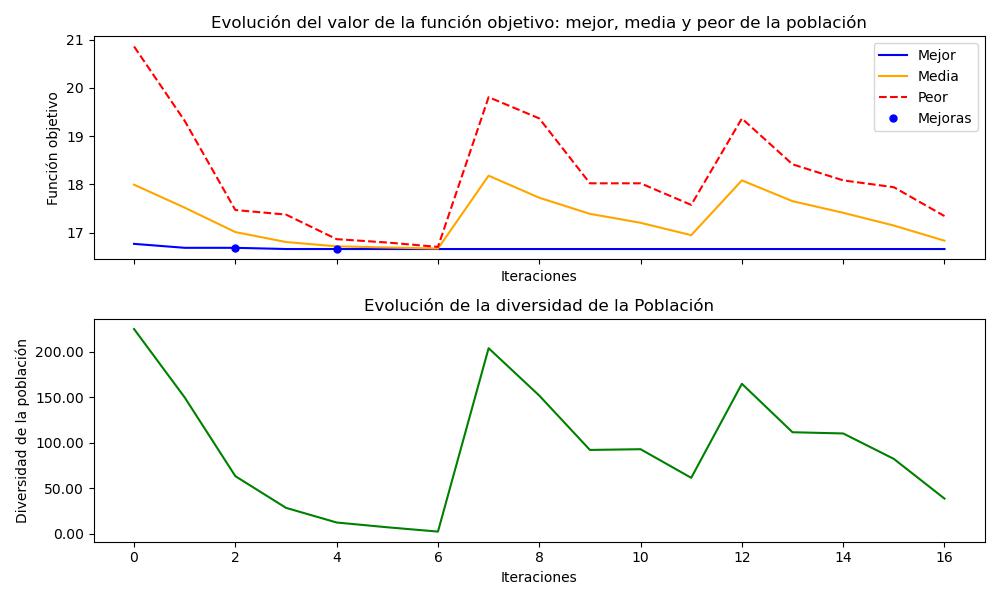 Evolución del valor de la función objetivo: mejor, media y peor de la población
21
20
19
18
17
Función objetivo
Mejor
Media
Peor
Mejoras
Iteraciones
Evolución de la diversidad de la Población
200.00
150.00
100.00
50.00
0.00
Diversidad de la población
0 2 4 6 8 10 12 14 16
Iteraciones